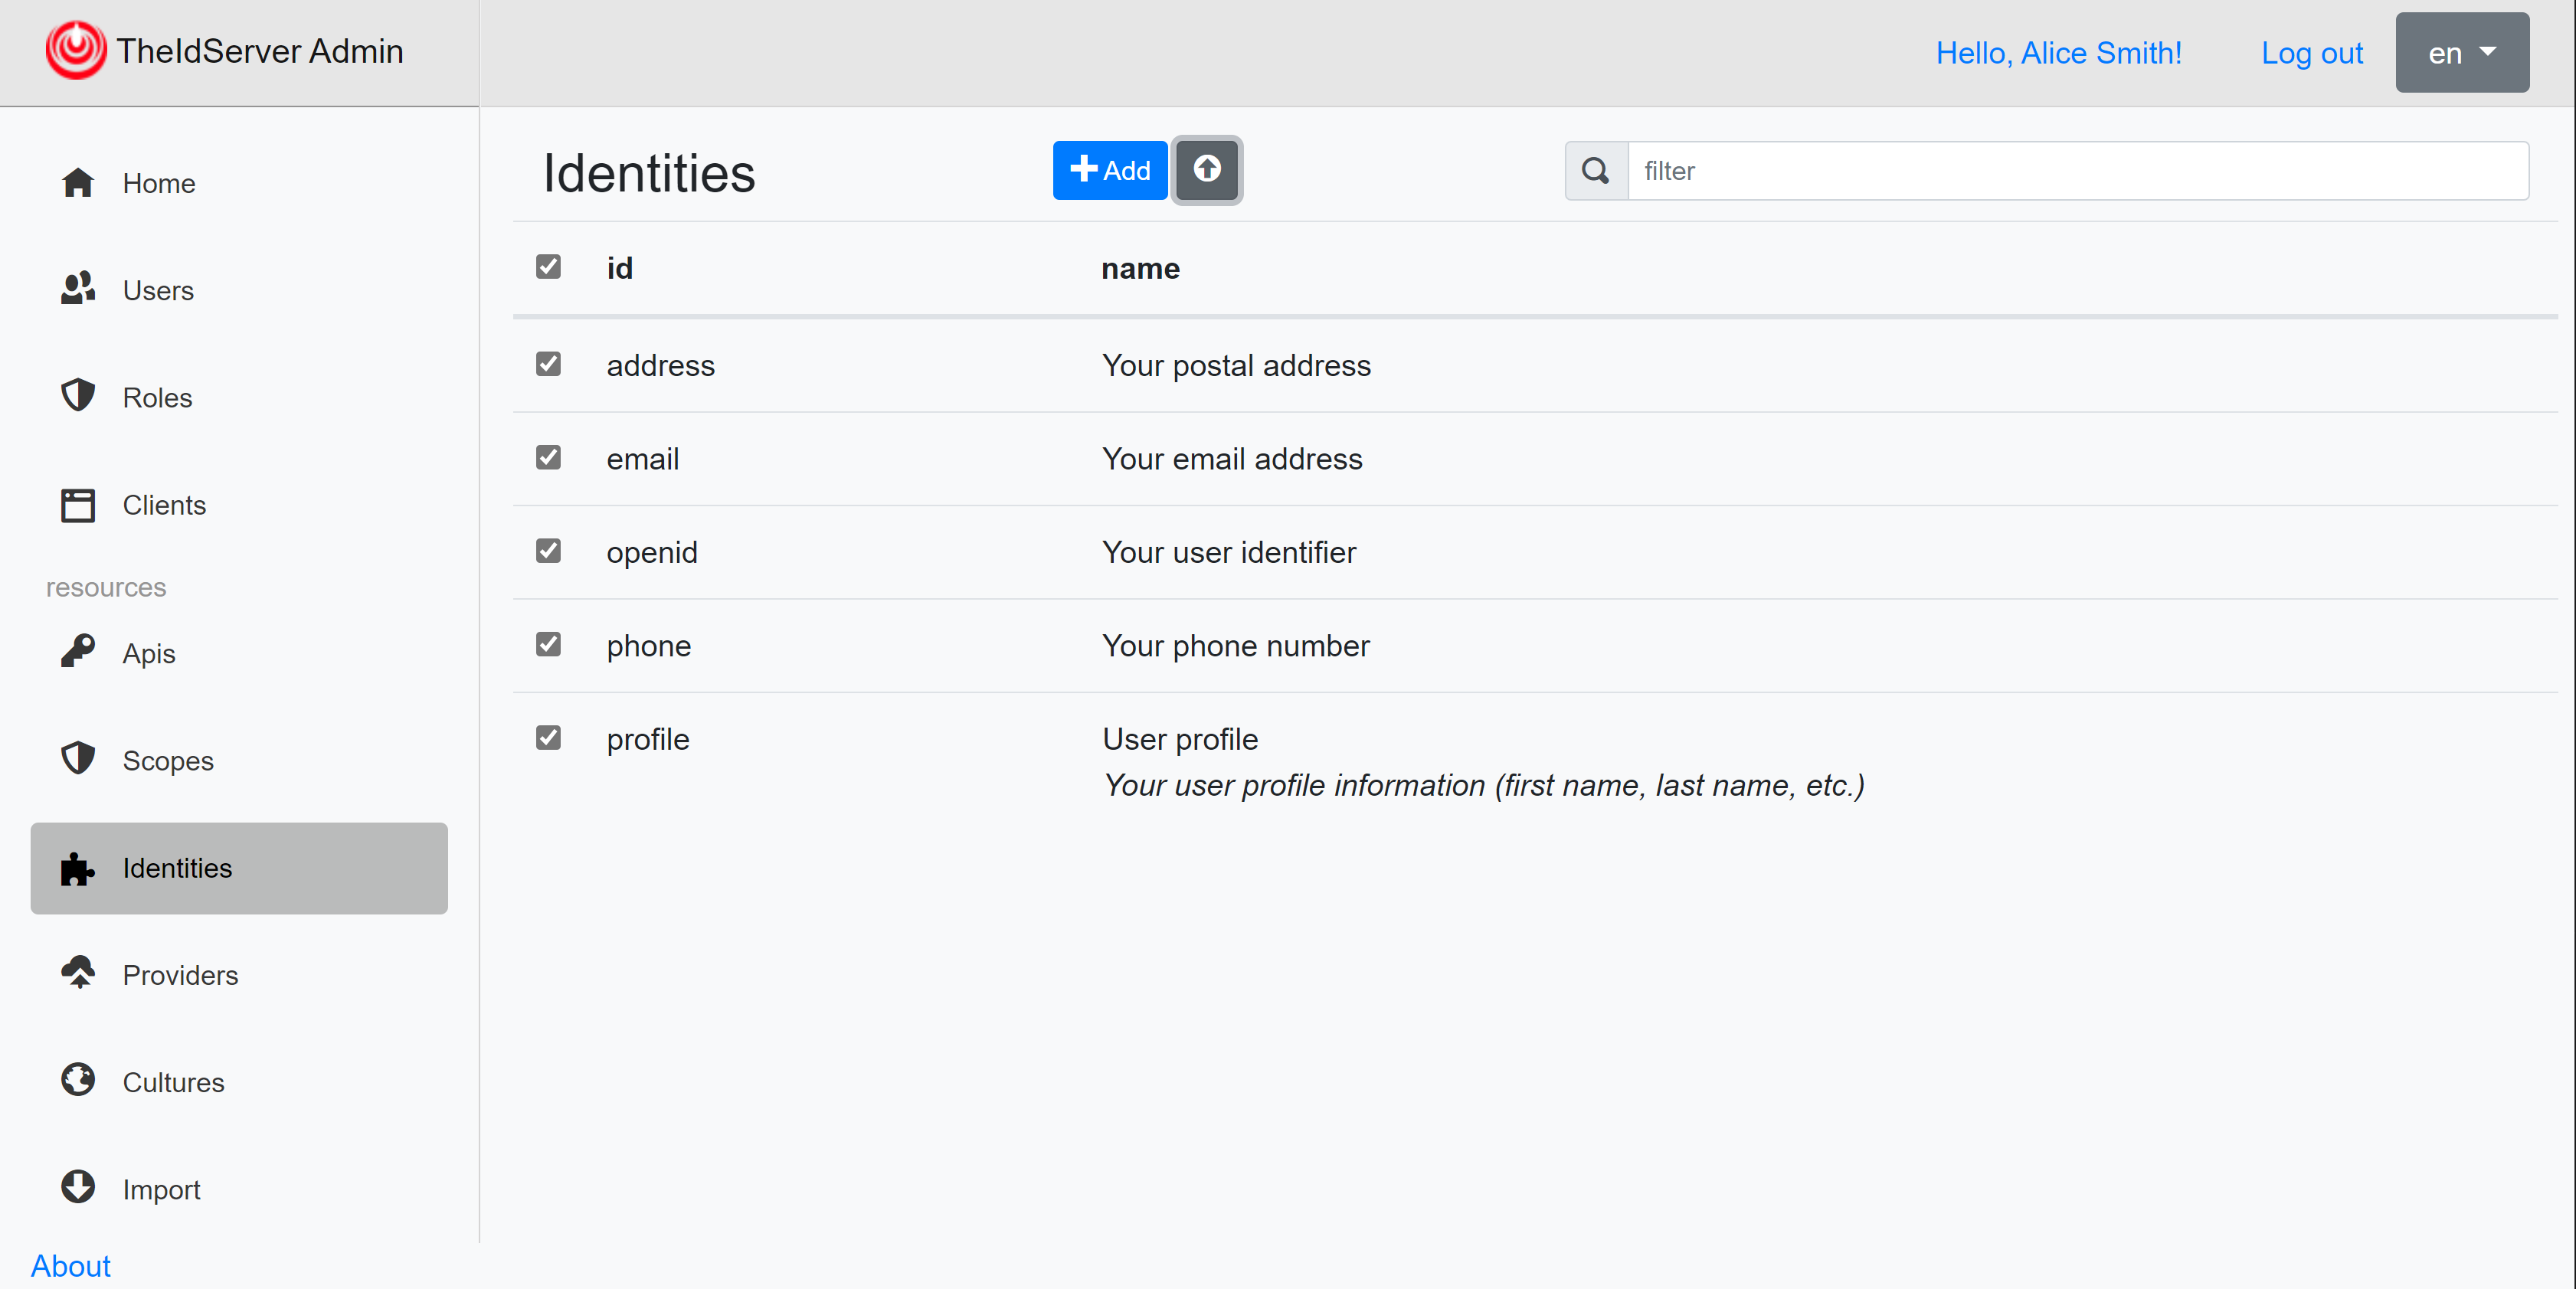 TheIdServer Admin
Hello, Alice Smith!
Log out
en
Home
Users
Roles
Clients
resources
Apis
Scopes
Identities
Providers
Cultures
Import
About
Identities
Add
filter
id name
address Your postal address
email Your email address
openid Your user identifier
phone Your phone number
profile User profile
Your user profile information (first name, last name, etc.)